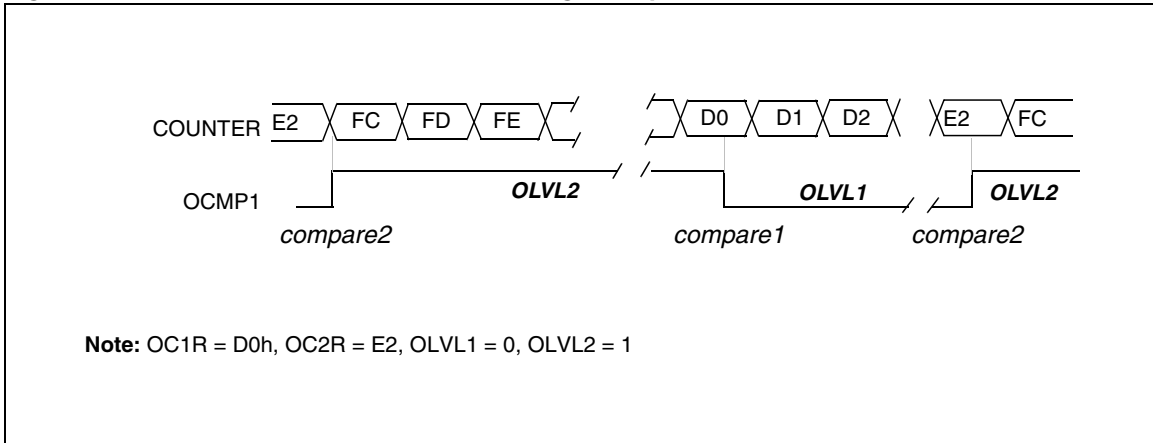 COUNTER E2 FC FD FE D0 D1 D2 E2 FC
OCMP1 OLVL2 OLVL1 OLVL2
compare2 compare1 compare2
Note: OC1R = D0h, OC2R = E2, OLVL1 = 0, OLVL2 = 1